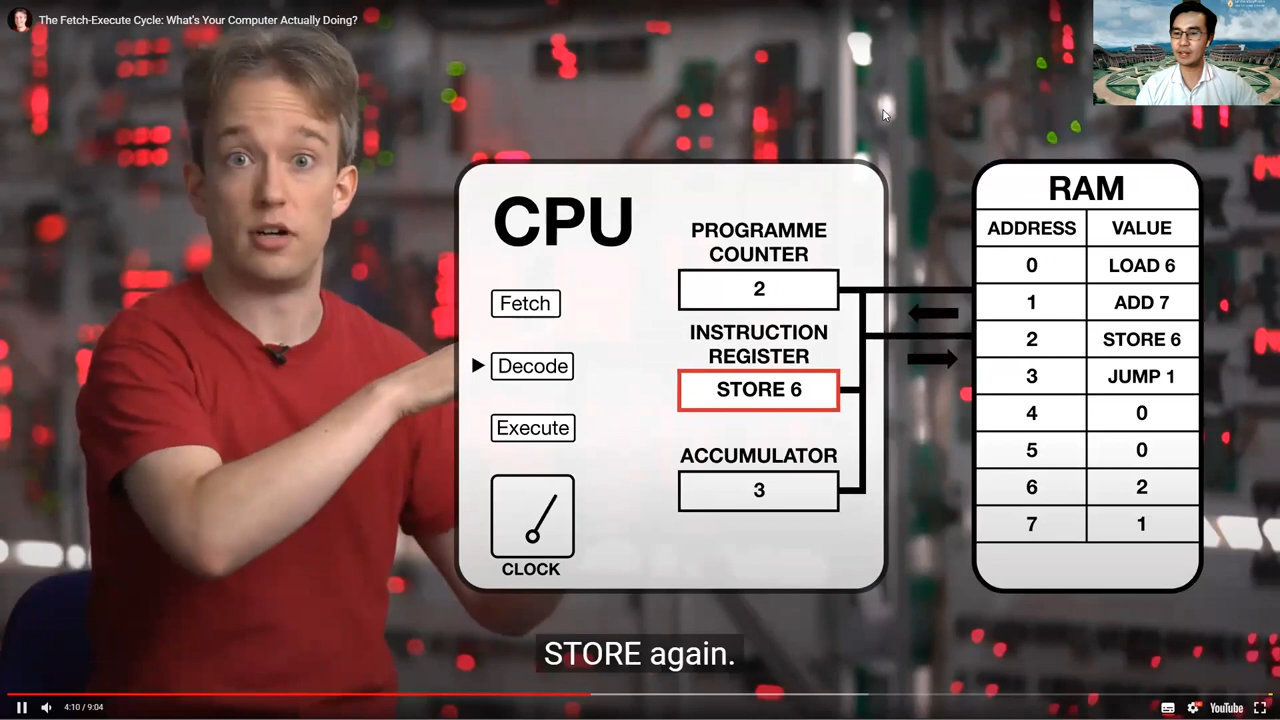 The Fetch-Execute Cycle: What's Your Computer Actually Doing?
CPU
Fetch
Decode
Execute
CLOCK
PROGRAMME
COUNTER
2
INSTRUCTION
REGISTER
STORE 6
ACCUMULATOR
3
RAM
ADDRESS VALUE
0 LOAD 6
1 ADD 7
2 STORE 6
3 JUMP 1
4 0
5 0
6 2
7 1
STORE again.
4:10 / 9:04
YouTube